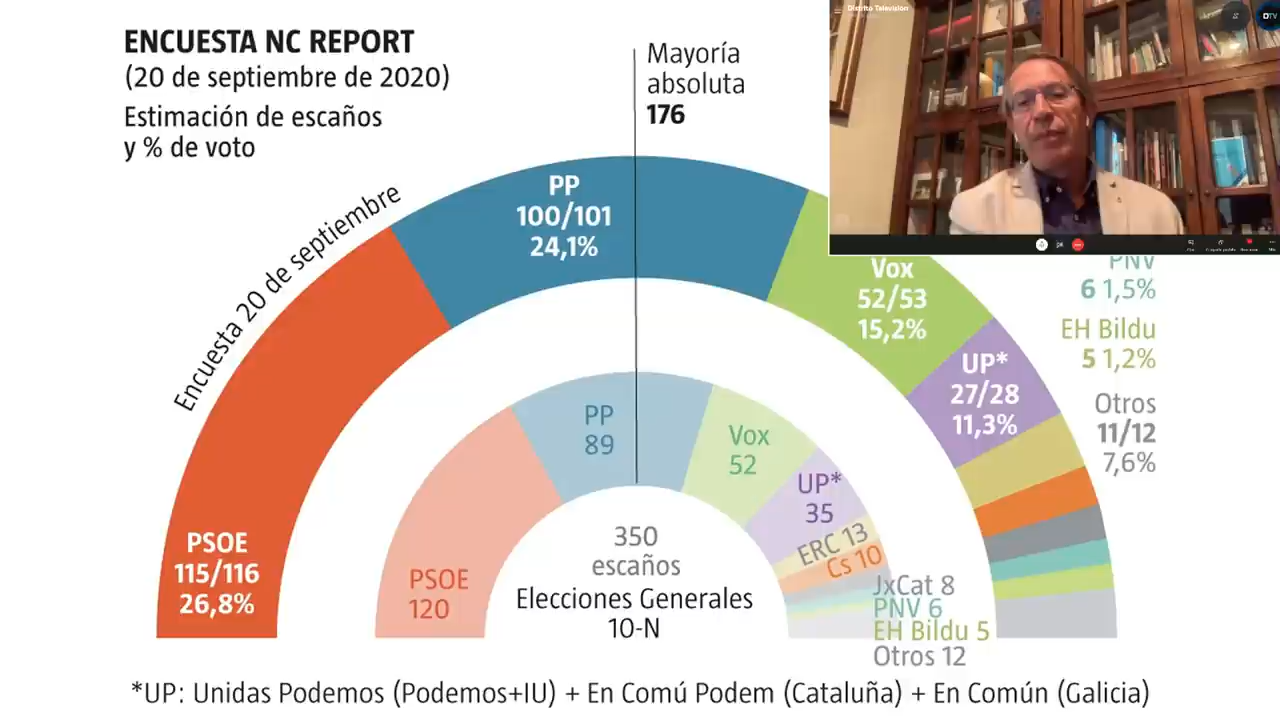 ENCUESTA NC REPORT
(20 de septiembre de 2020)
Estimación de escaños
y % de voto
Mayoría
absoluta
176
Distrito Televisión
DTV
Encuesta 20 de septiembre
PSOE
115/116
26,8%
PP
100/101
24,1%
Vox
52/53
15,2%
UP*
27/28
11,3%
PNV
6 1,5%
EH Bildu
5 1,2%
Otros
11/12
7,6%
PSOE
120
PP
89
Vox
52
UP*
35
ERC 13
Cs 10
JxCat 8
PNV 6
EH Bildu 5
Otros 12
350
escaños
Elecciones Generales
10-N
*UP: Unidas Podemos (Podemos+IU) + En Comú Podem (Cataluña) + En Común (Galicia)